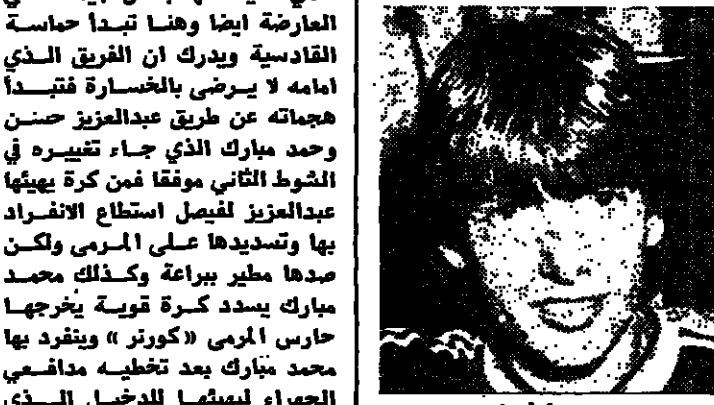 العارضة ايضا وهنا تبدأ حماسة
القادسية ويدرك ان الفريق الذي
امامه لا يرضى بالخسارة فتبدأ
هجماته عن طريق عبدالعزيز حسن
وحمد مبارك الذي جاء تغييره في
الشوط الثاني موفقا فمن كرة يهيئها
عبدالعزيز لفيصل استطاع الانفراد
بها وتسديدها على المرمى ولكن
صدها مطير ببراعة وكذلك محمد
مبارك يسدد كرة قوية يخرجها
حارس المرمى «كورنر» وينفرد بها
محمد مبارك بعد تخطيه مدافعي
الجهراء ليهيئها للدخيل الذي